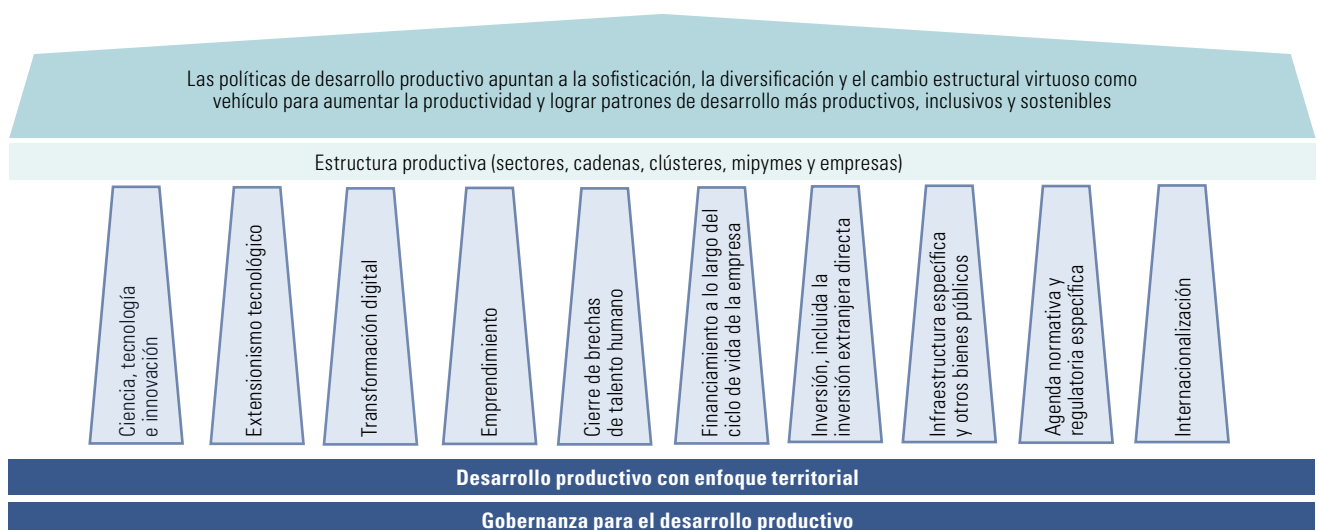 Las políticas de desarrollo productivo apuntan a la sofisticación, la diversificación y el cambio estructural virtuoso como
vehículo para aumentar la productividad y lograr patrones de desarrollo más productivos, inclusivos y sostenibles
Estructura productiva (sectores, cadenas, clústeres, mipymes y empresas)
Ciencia, tecnología
e innovación
Extensionismo tecnológico
Transformación digital
Emprendimiento
Cierre de brechas
de talento humano
Financiamiento a lo largo del
ciclo de vida de la empresa
Inversión, incluida la
inversión extranjera directa
Infraestructura específica
y otros bienes públicos
Agenda normativa y
regulatoria específica
Internacionalización
Desarrollo productivo con enfoque territorial
Gobernanza para el desarrollo productivo